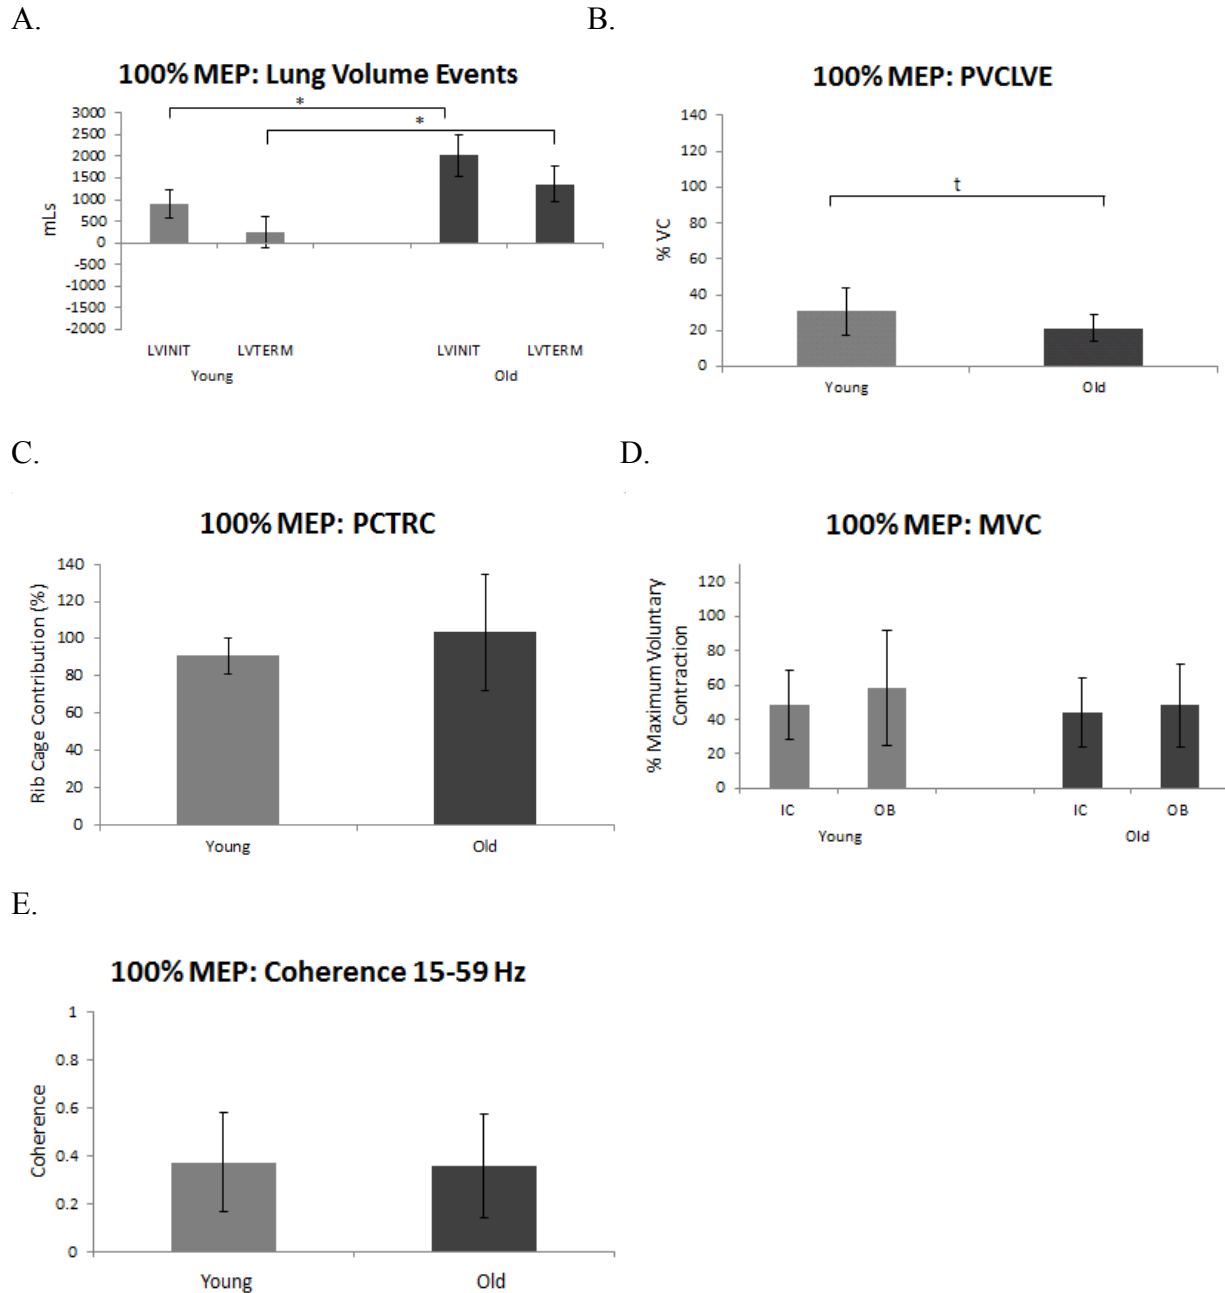 A.
100% MEP: Lung Volume Events
mLs
3000
2500
2000
1500
1000
500
0
-500
-1000
-1500
-2000
*
*
LVINIT LVTERM LVINIT LVTERM
Young Old
B.
100% MEP: PVCLVE
% VC
140
120
100
80
60
40
20
0
t
Young Old
C.
100% MEP: PCTRC
Rib Cage Contribution (%)
140
120
100
80
60
40
20
0
Young Old
D.
100% MEP: MVC
% Maximum Voluntary
Contraction
120
100
80
60
40
20
0
IC OB IC OB
Young Old
E.
100% MEP: Coherence 15-59 Hz
Coherence
1
0.8
0.6
0.4
0.2
0
Young Old